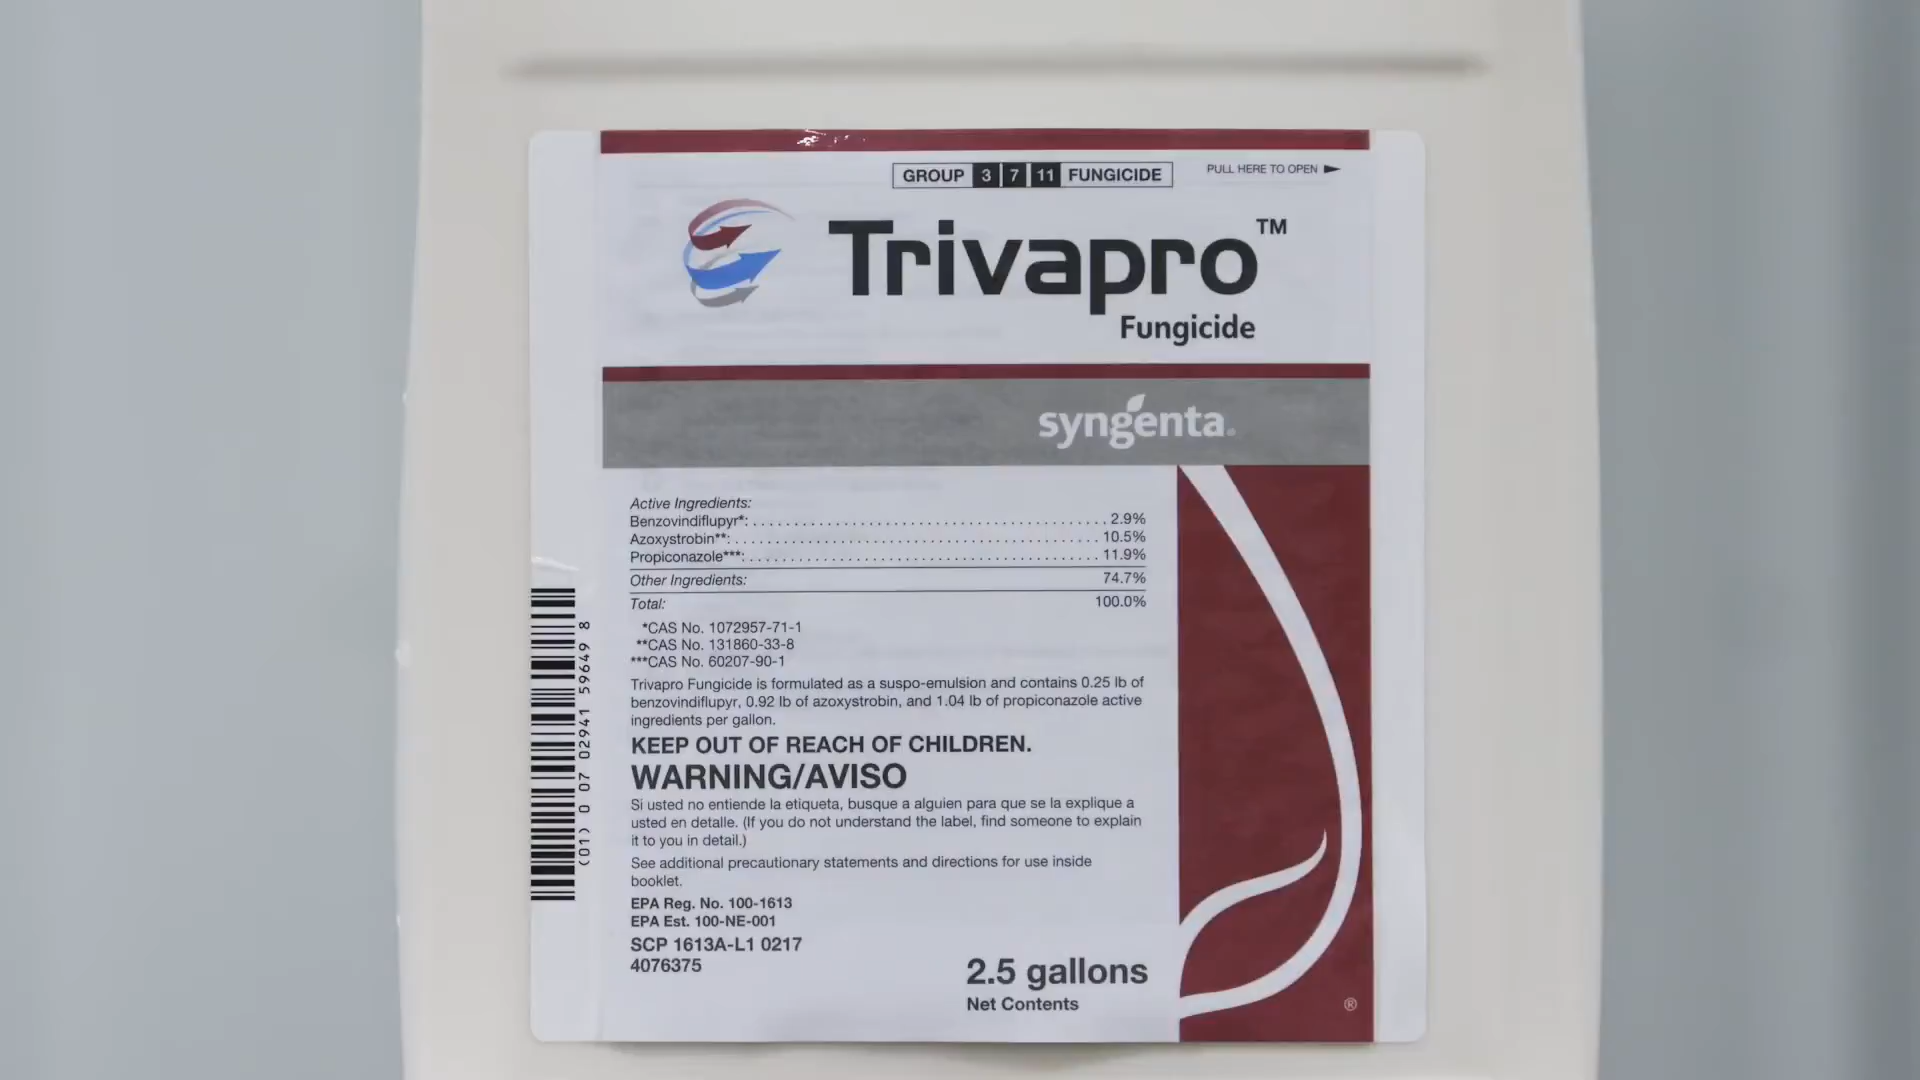 GROUP 3 7 11 FUNGICIDE
PULL HERE TO OPEN
Trivapro™
Fungicide
syngenta®
Active Ingredients:
Benzovindiflupyr*: 2.9%
Azoxystrobin**: 10.5%
Propiconazole***: 11.9%
Other Ingredients: 74.7%
Total: 100.0%
*CAS No. 1072957-71-1
**CAS No. 131860-33-8
***CAS No. 60207-90-1
Trivapro Fungicide is formulated as a suspo-emulsion and contains 0.25 lb of
benzovindiflupyr, 0.92 lb of azoxystrobin, and 1.04 lb of propiconazole active
ingredients per gallon.
KEEP OUT OF REACH OF CHILDREN.
WARNING/AVISO
Si usted no entiende la etiqueta, busque a alguien para que se la explique a
usted en detalle. (If you do not understand the label, find someone to explain
it to you in detail.)
See additional precautionary statements and directions for use inside
booklet.
EPA Reg. No. 100-1613
EPA Est. 100-NE-001
SCP 1613A-L1 0217
4076375
2.5 gallons
Net Contents
®
(01) 0 07 02941 59649 8